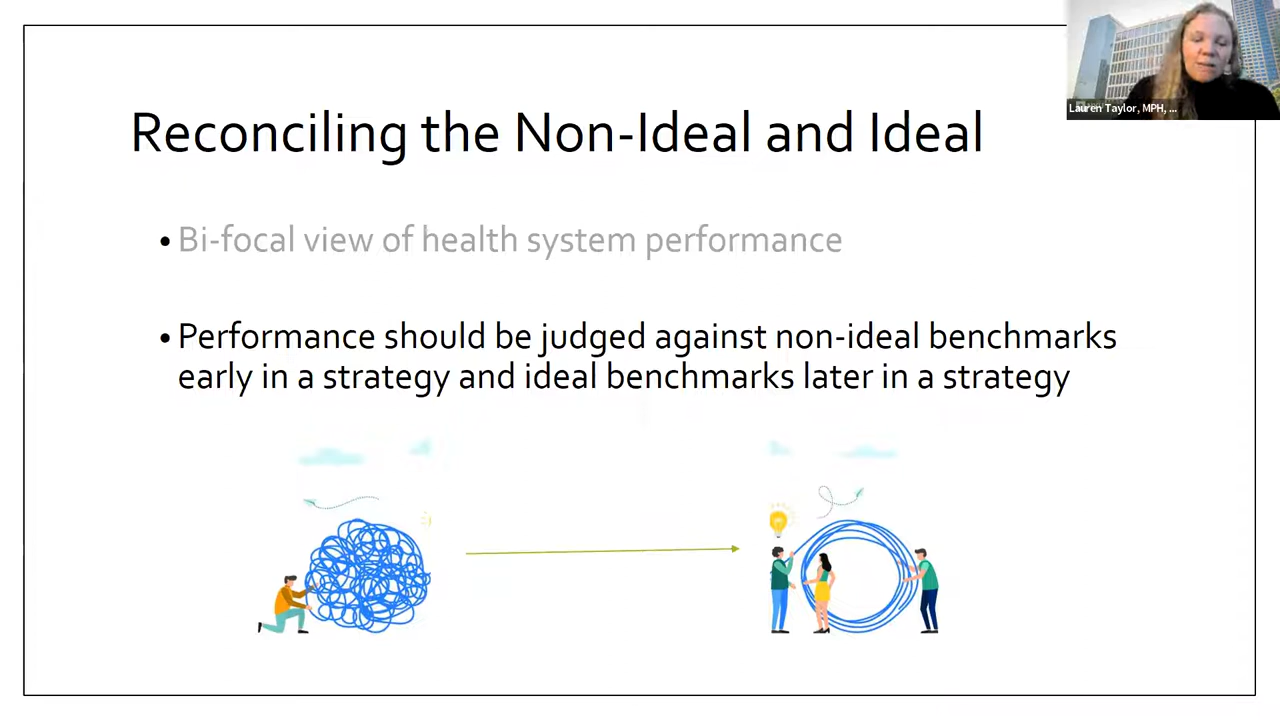 Lauren Taylor, MPH, ...
Reconciling the Non-Ideal and Ideal
• Bi-focal view of health system performance
• Performance should be judged against non-ideal benchmarks
early in a strategy and ideal benchmarks later in a strategy